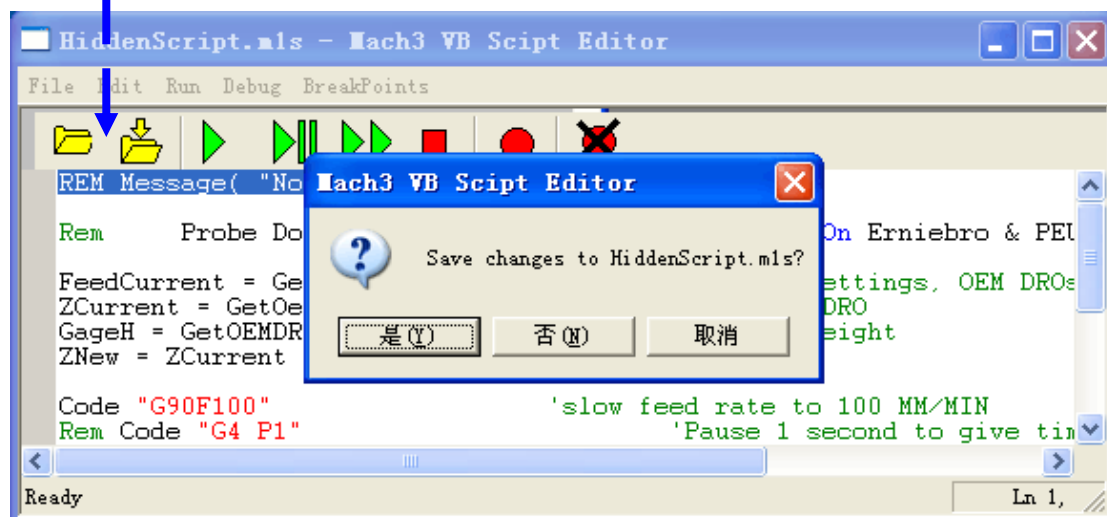 HiddenScript.m1s - Mach3 VB Scipt Editor
File Edit Run Debug BreakPoints
REM Message( "No
Rem Probe Do On Erniebro & PEU
FeedCurrent = Ge ettings, OEM DROs
ZCurrent = GetOe DRO
GageH = GetOEMDR eight
ZNew = ZCurrent
Code "G90F100" 'slow feed rate to 100 MM/MIN
Rem Code "G4 P1" 'Pause 1 second to give tim
Mach3 VB Scipt Editor
Save changes to HiddenScript.m1s?
是(Y) 否(N) 取消
Ready Ln 1,